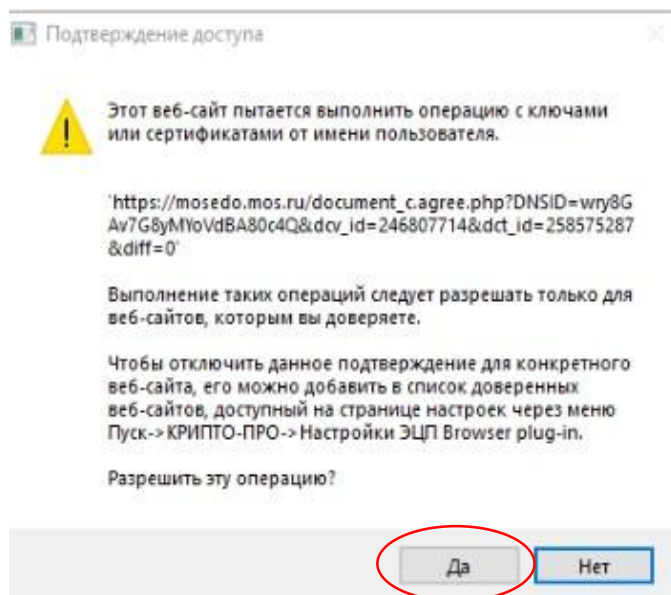 Подтверждение доступа
Этот веб-сайт пытается выполнить операцию с ключами
или сертификатами от имени пользователя.
'https://mosedo.mos.ru/document_c.agree.php?DNSID=wry8G
Av7G8yMYoVdBA80c4Q&dcv_id=246807714&dct_id=258575287
&diff=0'
Выполнение таких операций следует разрешать только для
веб-сайтов, которым вы доверяете.
Чтобы отключить данное подтверждение для конкретного
веб-сайта, его можно добавить в список доверенных
веб-сайтов, доступный на странице настроек через меню
Пуск->КРИПТО-ПРО->Настройки ЭЦП Browser plug-in.
Разрешить эту операцию?
Да
Нет